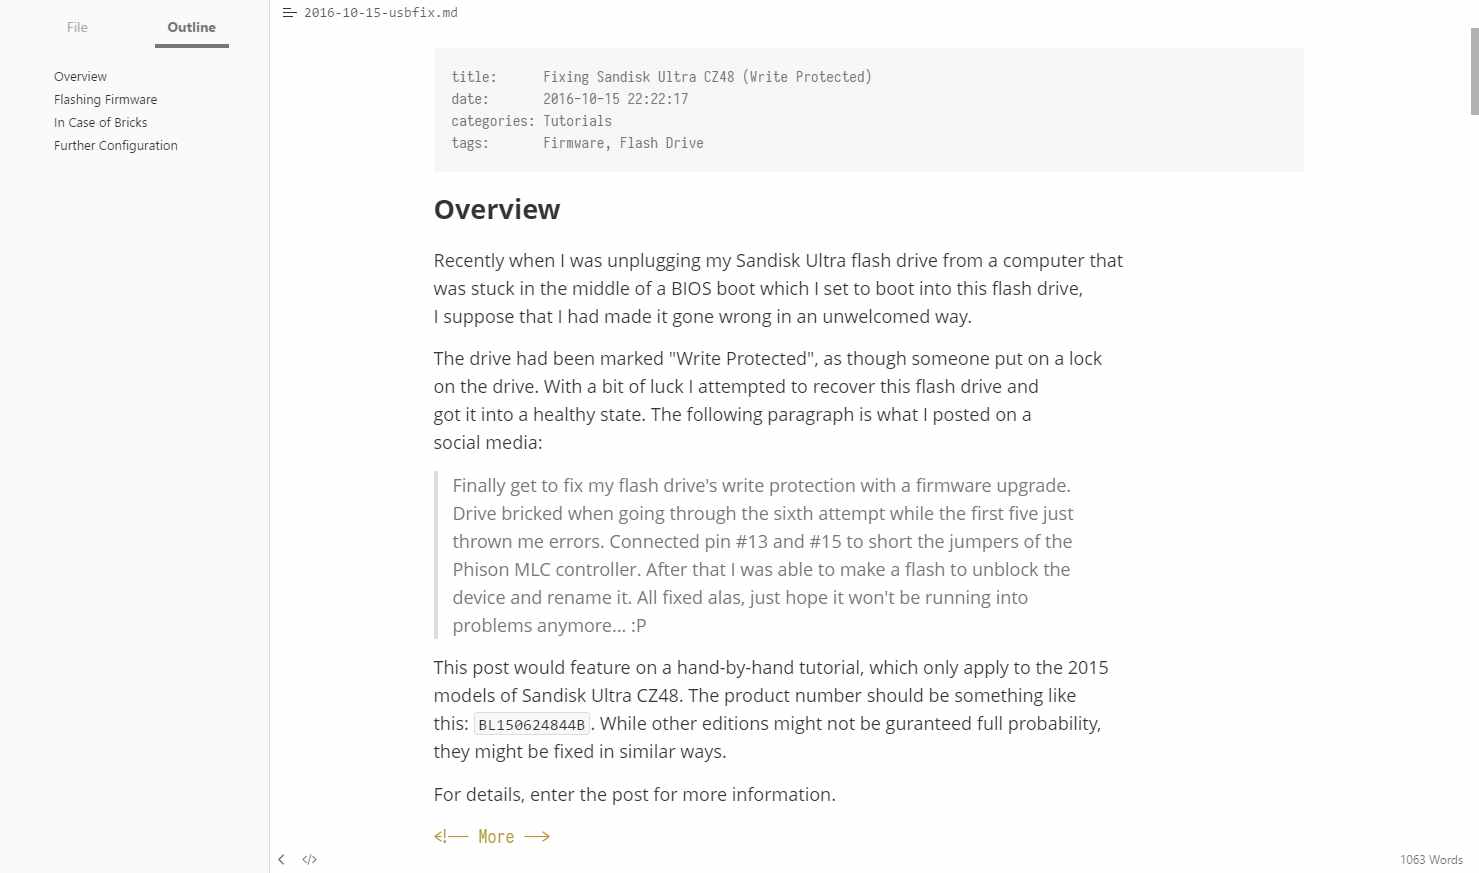 File
Outline
Overview
Flashing Firmware
In Case of Bricks
Further Configuration
2016-10-15-usbfix.md
title: Fixing Sandisk Ultra CZ48 (Write Protected)
date: 2016-10-15 22:22:17
categories: Tutorials
tags: Firmware, Flash Drive
Overview
Recently when I was unplugging my Sandisk Ultra flash drive from a computer that
was stuck in the middle of a BIOS boot which I set to boot into this flash drive,
I suppose that I had made it gone wrong in an unwelcomed way.
The drive had been marked "Write Protected", as though someone put on a lock
on the drive. With a bit of luck I attempted to recover this flash drive and
got it into a healthy state. The following paragraph is what I posted on a
social media:
Finally get to fix my flash drive's write protection with a firmware upgrade.
Drive bricked when going through the sixth attempt while the first five just
thrown me errors. Connected pin #13 and #15 to short the jumpers of the
Phison MLC controller. After that I was able to make a flash to unblock the
device and rename it. All fixed alas, just hope it won't be running into
problems anymore... :P
This post would feature on a hand-by-hand tutorial, which only apply to the 2015
models of Sandisk Ultra CZ48. The product number should be something like
this: BL150624844B. While other editions might not be guranteed full probability,
they might be fixed in similar ways.
For details, enter the post for more information.
<!-- More -->
</>
1063 Words